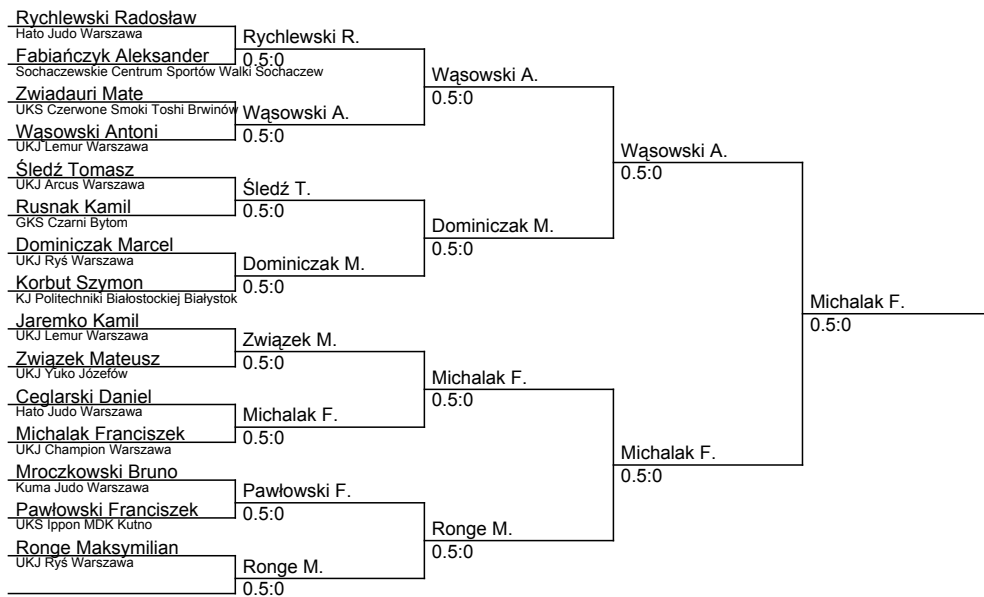 Rychlewski Radosław
Hato Judo Warszawa
Fabiańczyk Aleksander
Sochaczewskie Centrum Sportów Walki Sochaczew
Zwiadauri Mate
UKS Czerwone Smoki Toshi Brwinów
Wąsowski Antoni
UKJ Lemur Warszawa
Śledź Tomasz
UKJ Arcus Warszawa
Rusnak Kamil
GKS Czarni Bytom
Dominiczak Marcel
UKJ Ryś Warszawa
Korbut Szymon
KJ Politechniki Białostockiej Białystok
Jaremko Kamil
UKJ Lemur Warszawa
Związek Mateusz
UKJ Yuko Józefów
Ceglarski Daniel
Hato Judo Warszawa
Michalak Franciszek
UKJ Champion Warszawa
Mroczkowski Bruno
Kuma Judo Warszawa
Pawłowski Franciszek
UKS Ippon MDK Kutno
Ronge Maksymilian
UKJ Ryś Warszawa
Rychlewski R.
0.5:0
Wąsowski A.
0.5:0
Śledź T.
0.5:0
Dominiczak M.
0.5:0
Związek M.
0.5:0
Michalak F.
0.5:0
Pawłowski F.
0.5:0
Ronge M.
0.5:0
Wąsowski A.
0.5:0
Dominiczak M.
0.5:0
Michalak F.
0.5:0
Ronge M.
0.5:0
Wąsowski A.
0.5:0
Michalak F.
0.5:0
Michalak F.
0.5:0